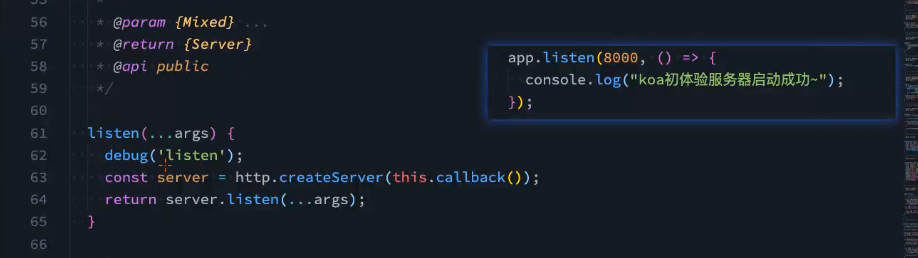 56 * @param {Mixed} ...
57 * @return {Server}
58 * @api public
59 */
60
61 listen(...args) {
62 debug('listen');
63 const server = http.createServer(this.callback());
64 return server.listen(...args);
65 }
66
app.listen(8000, () => {
console.log("koa初体验服务器启动成功~");
});